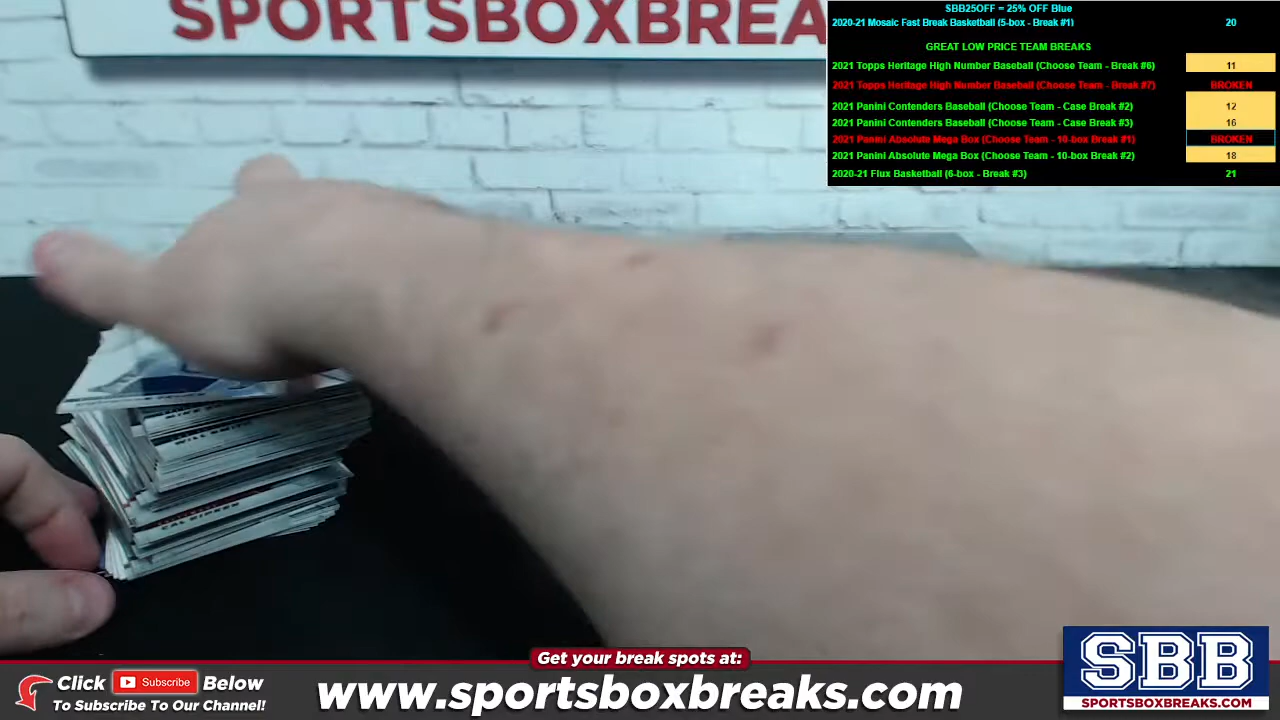 SPORTSBOXBREA
SBB25OFF = 25% OFF Blue
2020-21 Mosaic Fast Break Basketball (5-box - Break #1) 20
GREAT LOW PRICE TEAM BREAKS
2021 Topps Heritage High Number Baseball (Choose Team - Break #6) 11
2021 Topps Heritage High Number Baseball (Choose Team - Break #7) BROKEN
2021 Panini Contenders Baseball (Choose Team - Case Break #2) 12
2021 Panini Contenders Baseball (Choose Team - Case Break #3) 16
2021 Panini Absolute Mega Box (Choose Team - 10-box Break #1) BROKEN
2021 Panini Absolute Mega Box (Choose Team - 10-box Break #2) 18
2020-21 Flux Basketball (6-box - Break #3) 21
Get your break spots at:
Click Subscribe Below
To Subscribe To Our Channel!
www.sportsboxbreaks.com
SBB
SPORTSBOXBREAKS.COM